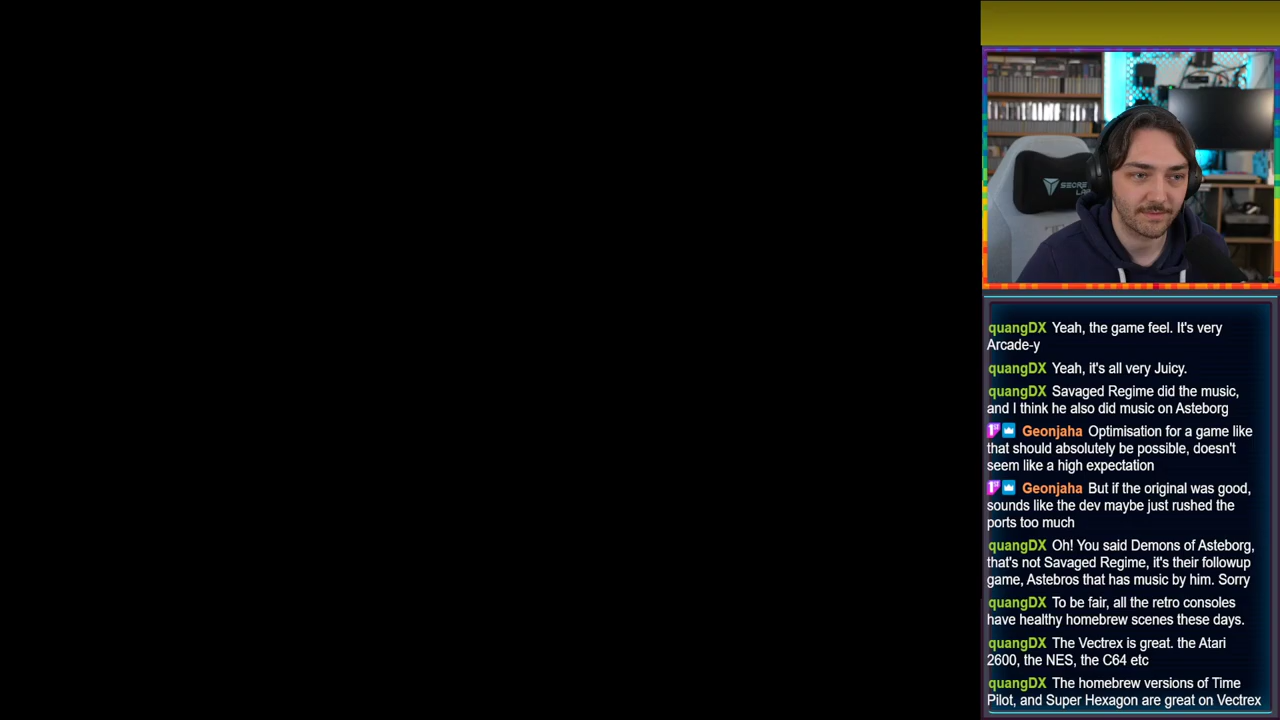 SECRET
LAB
quangDX Yeah, the game feel. It's very
Arcade-y
quangDX Yeah, it's all very Juicy.
quangDX Savaged Regime did the music,
and I think he also did music on Asteborg
Geonjaha Optimisation for a game like
that should absolutely be possible, doesn't
seem like a high expectation
Geonjaha But if the original was good,
sounds like the dev maybe just rushed the
ports too much
quangDX Oh! You said Demons of Asteborg,
that's not Savaged Regime, it's their followup
game, Astebros that has music by him. Sorry
quangDX To be fair, all the retro consoles
have healthy homebrew scenes these days.
quangDX The Vectrex is great. the Atari
2600, the NES, the C64 etc
quangDX The homebrew versions of Time
Pilot, and Super Hexagon are great on Vectrex